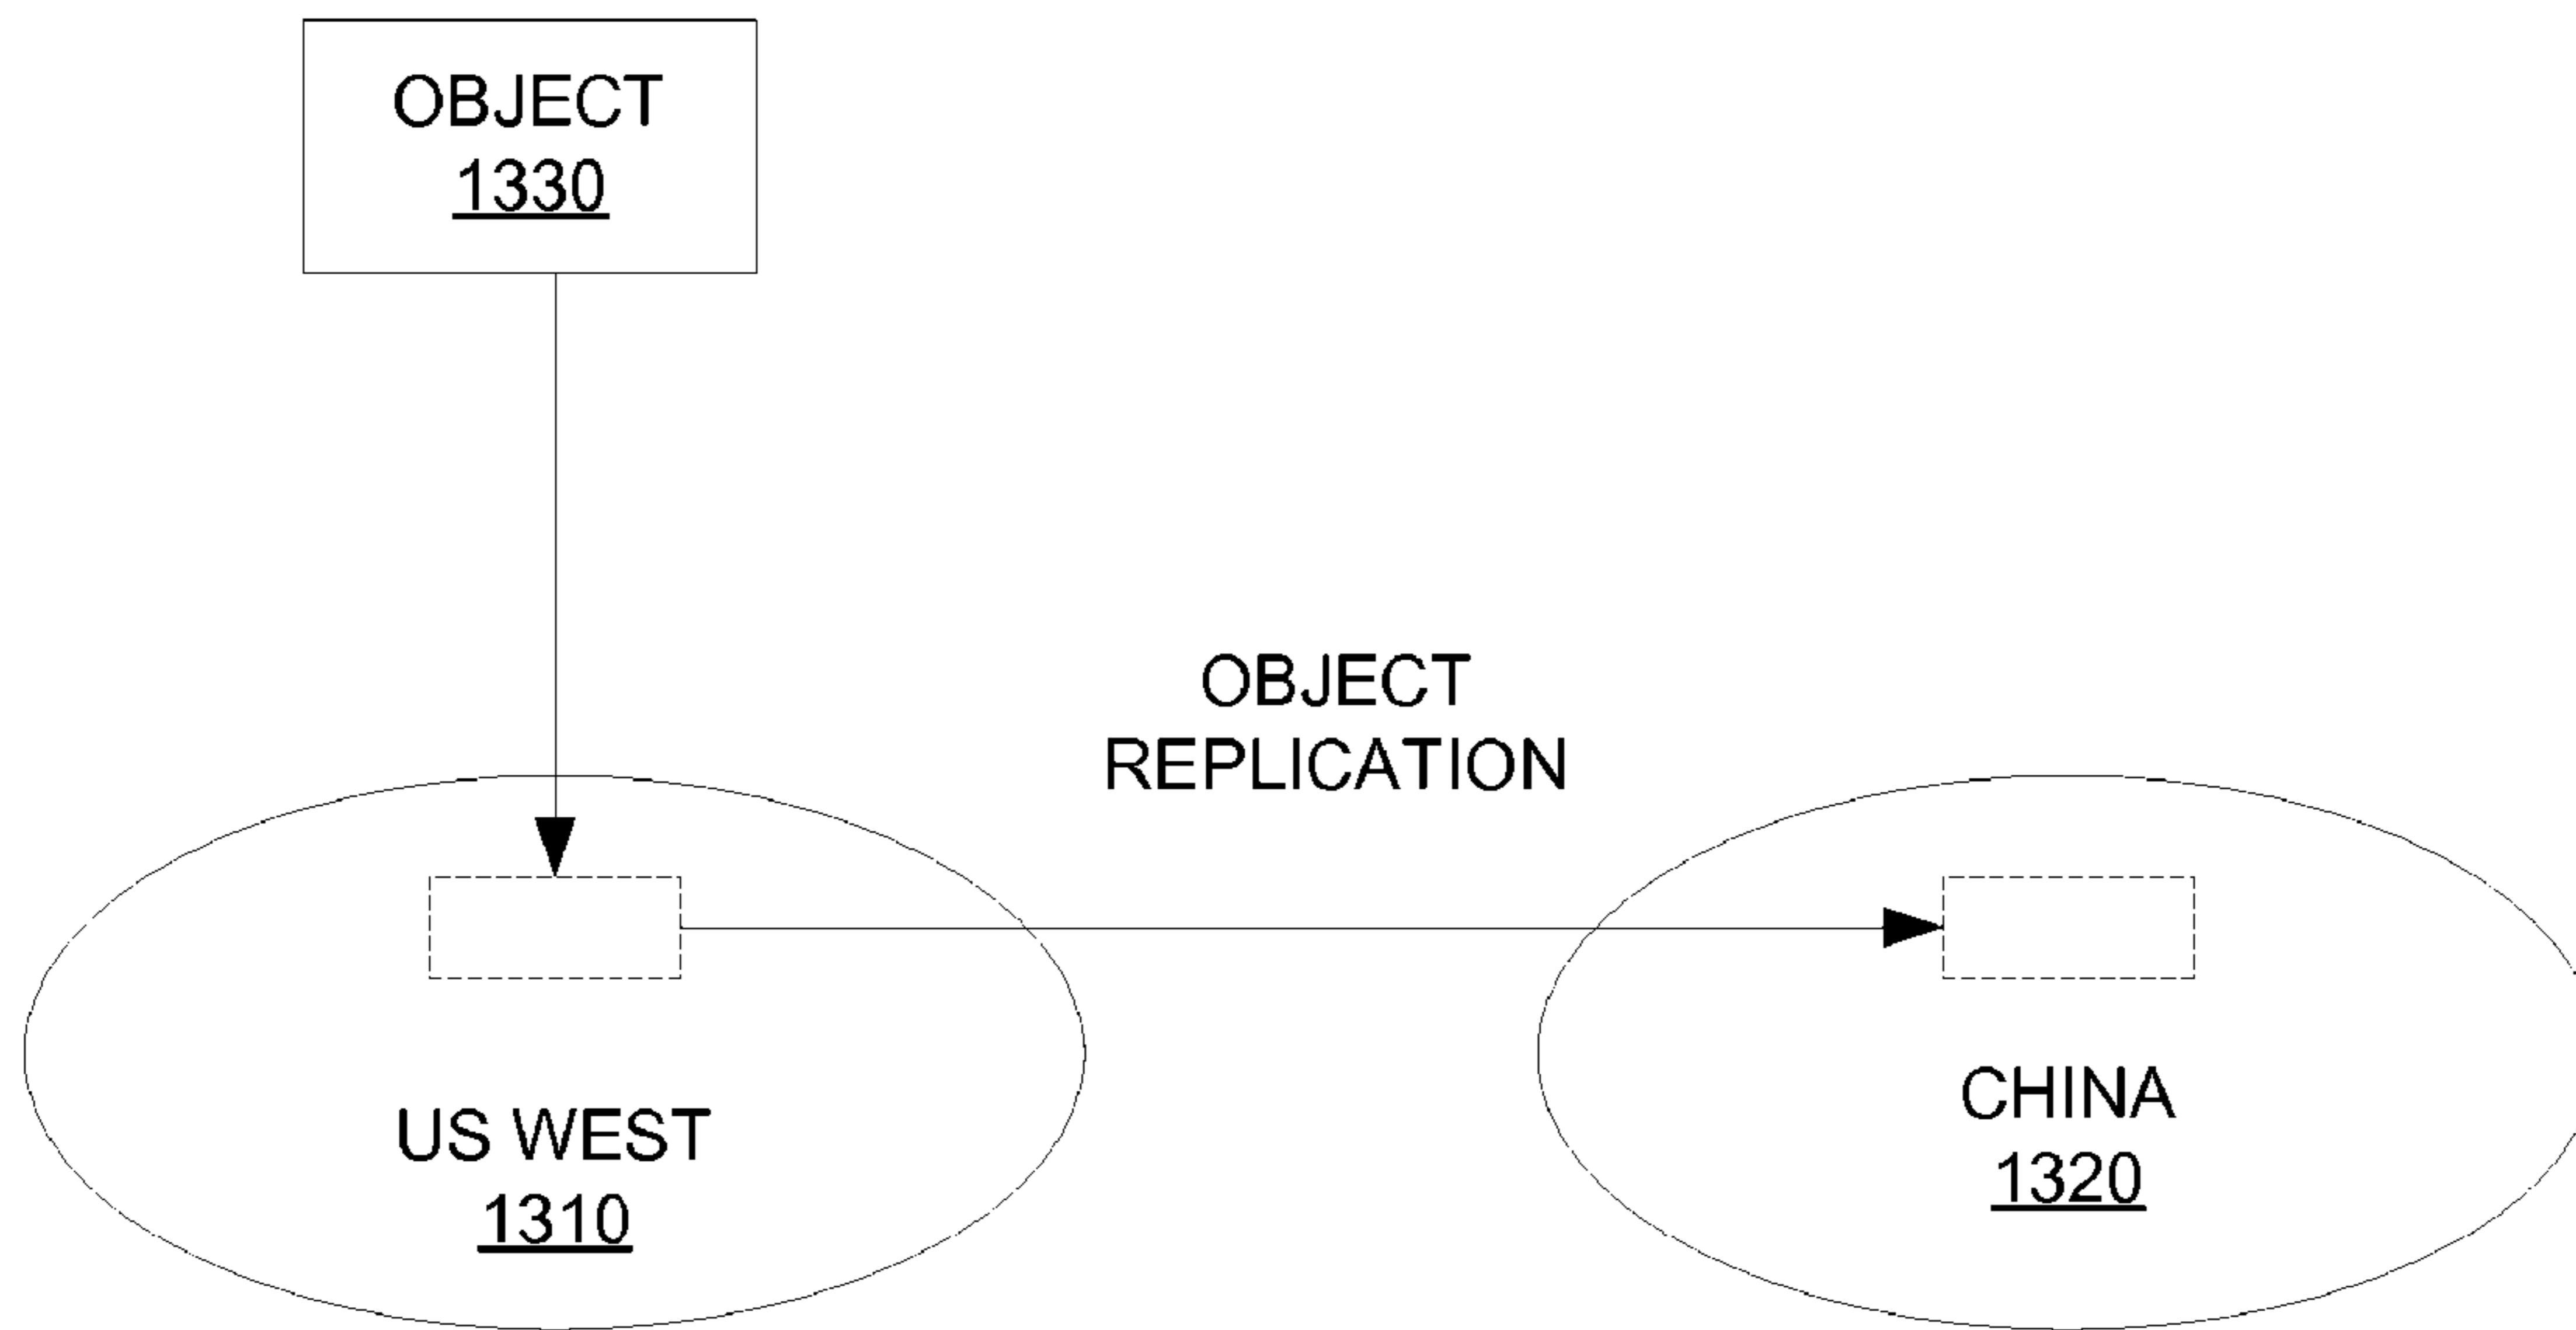 OBJECT
1330
OBJECT
REPLICATION
US WEST
1310
CHINA
1320